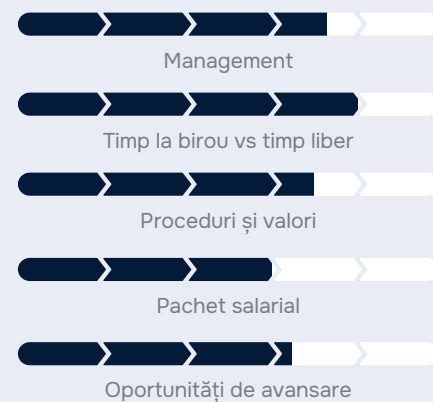 Management
Timp la birou vs timp liber
Proceduri și valori
Pachet salarial
Oportunități de avansare